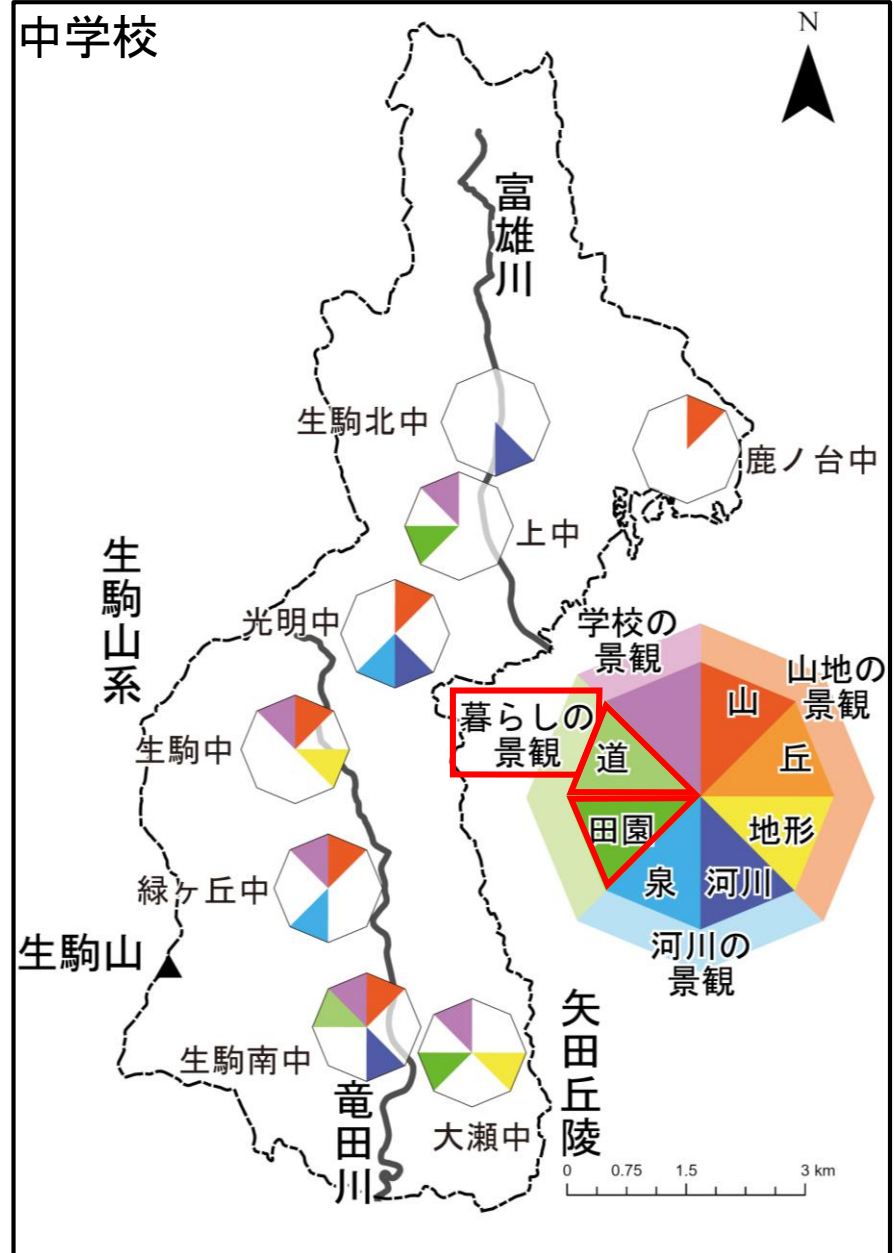 中学校
N
富雄川
生駒北中
鹿ノ台中
上中
生駒山系
光明中
学校の
景観
山地の
景観
山
暮らしの
景観
道
丘
生駒中
田園
地形
泉
河川
緑ヶ丘中
河川の
景観
生駒山
矢田丘陵
生駒南中
竜田川
大瀬中
0 0.75 1.5 3 km